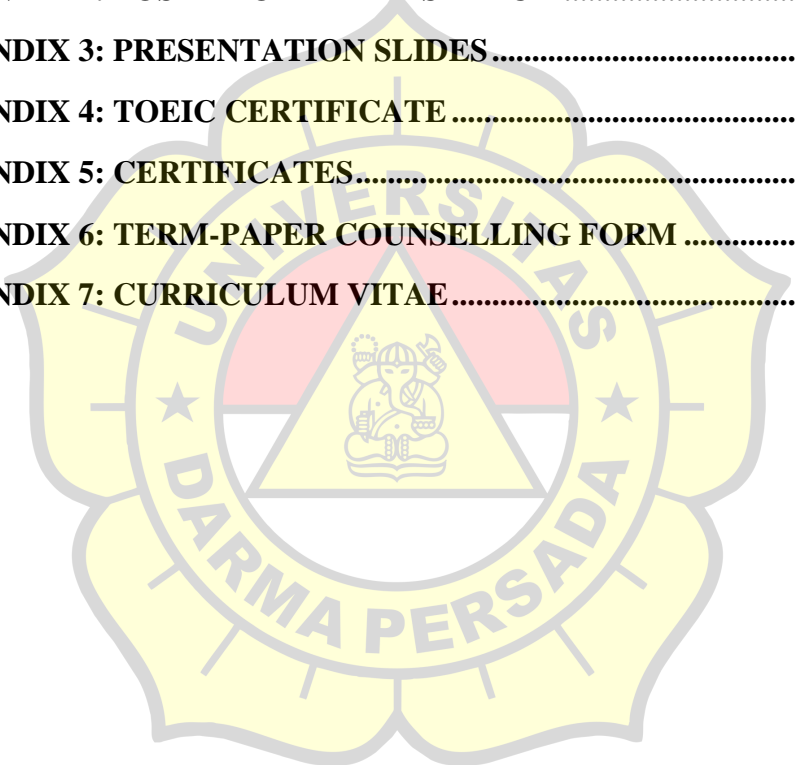 NDIX 3: PRESENTATION SLIDES ......................................
NDIX 4: TOEIC CERTIFICATE ...........................................
NDIX 5: CERTIFICATES.......................................................
NDIX 6: TERM-PAPER COUNSELLING FORM ..............
NDIX 7: CURRICULUM VITAE...........................................
UNIVERSITAS
DARMA PERSADA